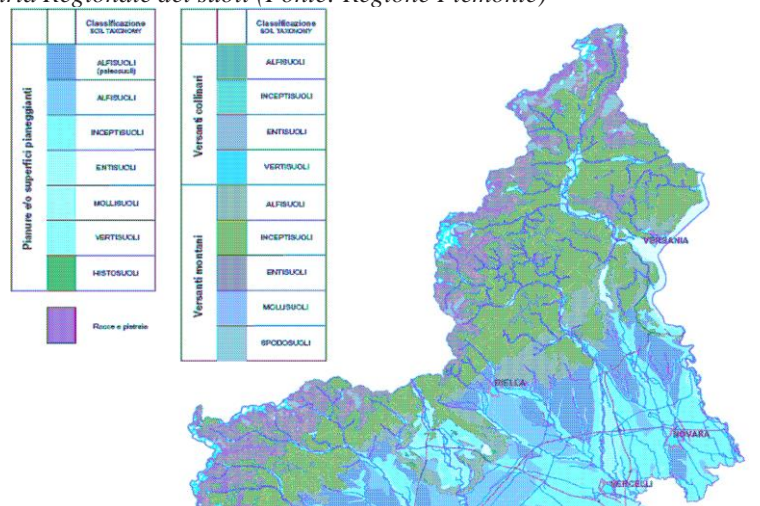 arta Regionale dei suoli (Fonte: Regione Piemonte)
Classificazione
SOIL TAXONOMY
Pianure e/o superfici pianeggianti
ALFISUOLI
(paleosuoli)
ALFISUOLI
INCEPTISUOLI
ENTISUOLI
MOLLISUOLI
VERTISUOLI
HISTOSUOLI
Rocce e pietraie
Classificazione
SOIL TAXONOMY
Versanti collinari
ALFISUOLI
INCEPTISUOLI
ENTISUOLI
VERTISUOLI
Versanti montani
ALFISUOLI
INCEPTISUOLI
ENTISUOLI
MOLLISUOLI
SPODOSUOLI
VERBANIA
BIELLA
NOVARA
VERCELLI